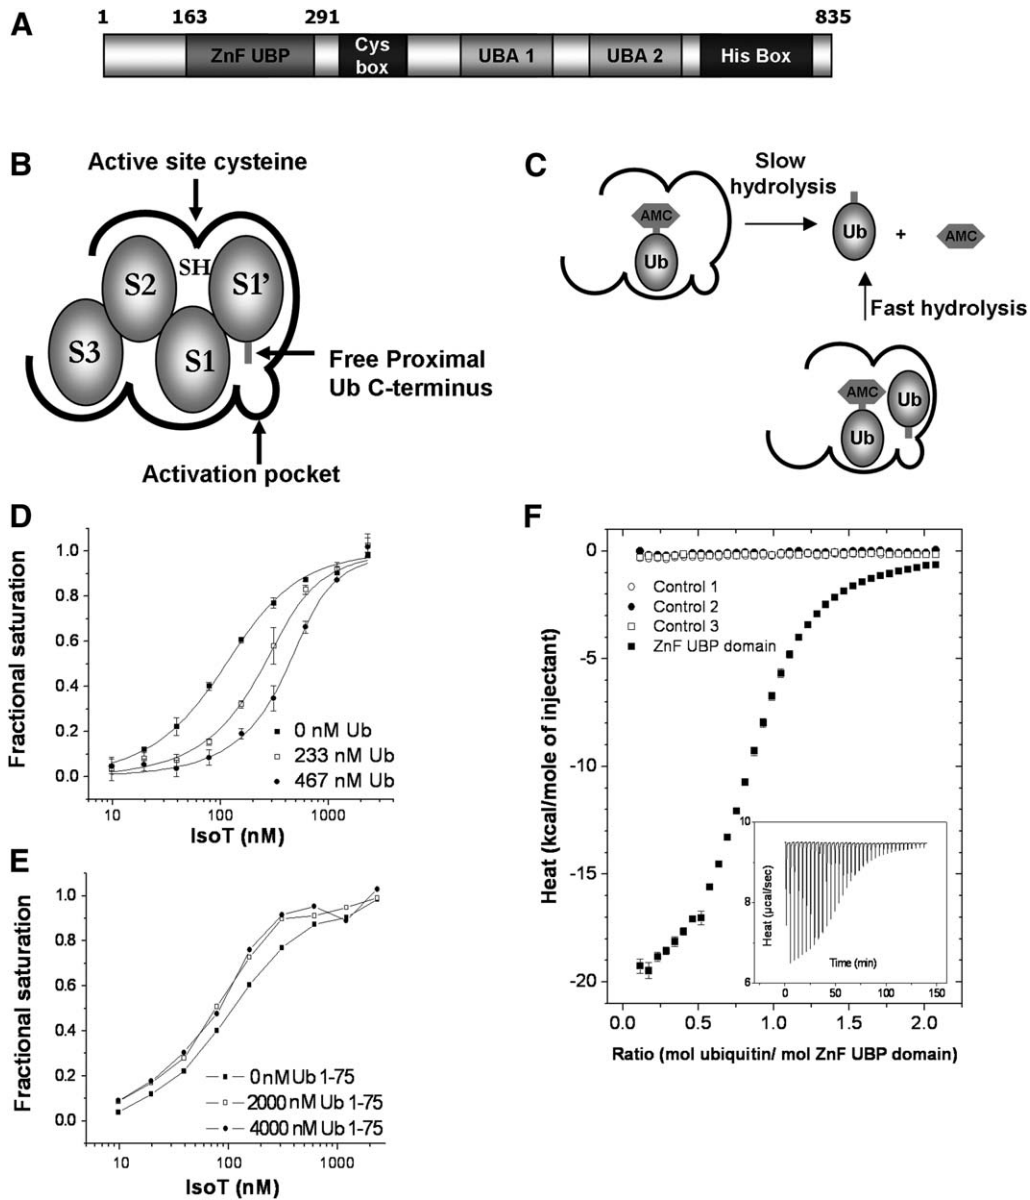 A
1 163 291 835
ZnF UBP
Cys
box
UBA 1
UBA 2
His Box
B
Active site cysteine
SH
S2
S1'
S3
S1
Free Proximal
Ub C-terminus
Activation pocket
C
Slow
hydrolysis
AMC
Ub
Ub
+
AMC
Fast hydrolysis
AMC
Ub
Ub
D
Fractional saturation
1.0
0.8
0.6
0.4
0.2
0.0
0 nM Ub
233 nM Ub
467 nM Ub
10 100 1000
IsoT (nM)
E
Fractional saturation
1.0
0.8
0.6
0.4
0.2
0.0
0 nM Ub 1-75
2000 nM Ub 1-75
4000 nM Ub 1-75
10 100 1000
IsoT (nM)
F
Heat (kcal/mole of injectant)
0
-5
-10
-15
-20
Control 1
Control 2
Control 3
ZnF UBP domain
Heat (µcal/sec)
10
8
6
Time (min)
0 50 100 150
0.0 0.5 1.0 1.5 2.0
Ratio (mol ubiquitin/ mol ZnF UBP domain)